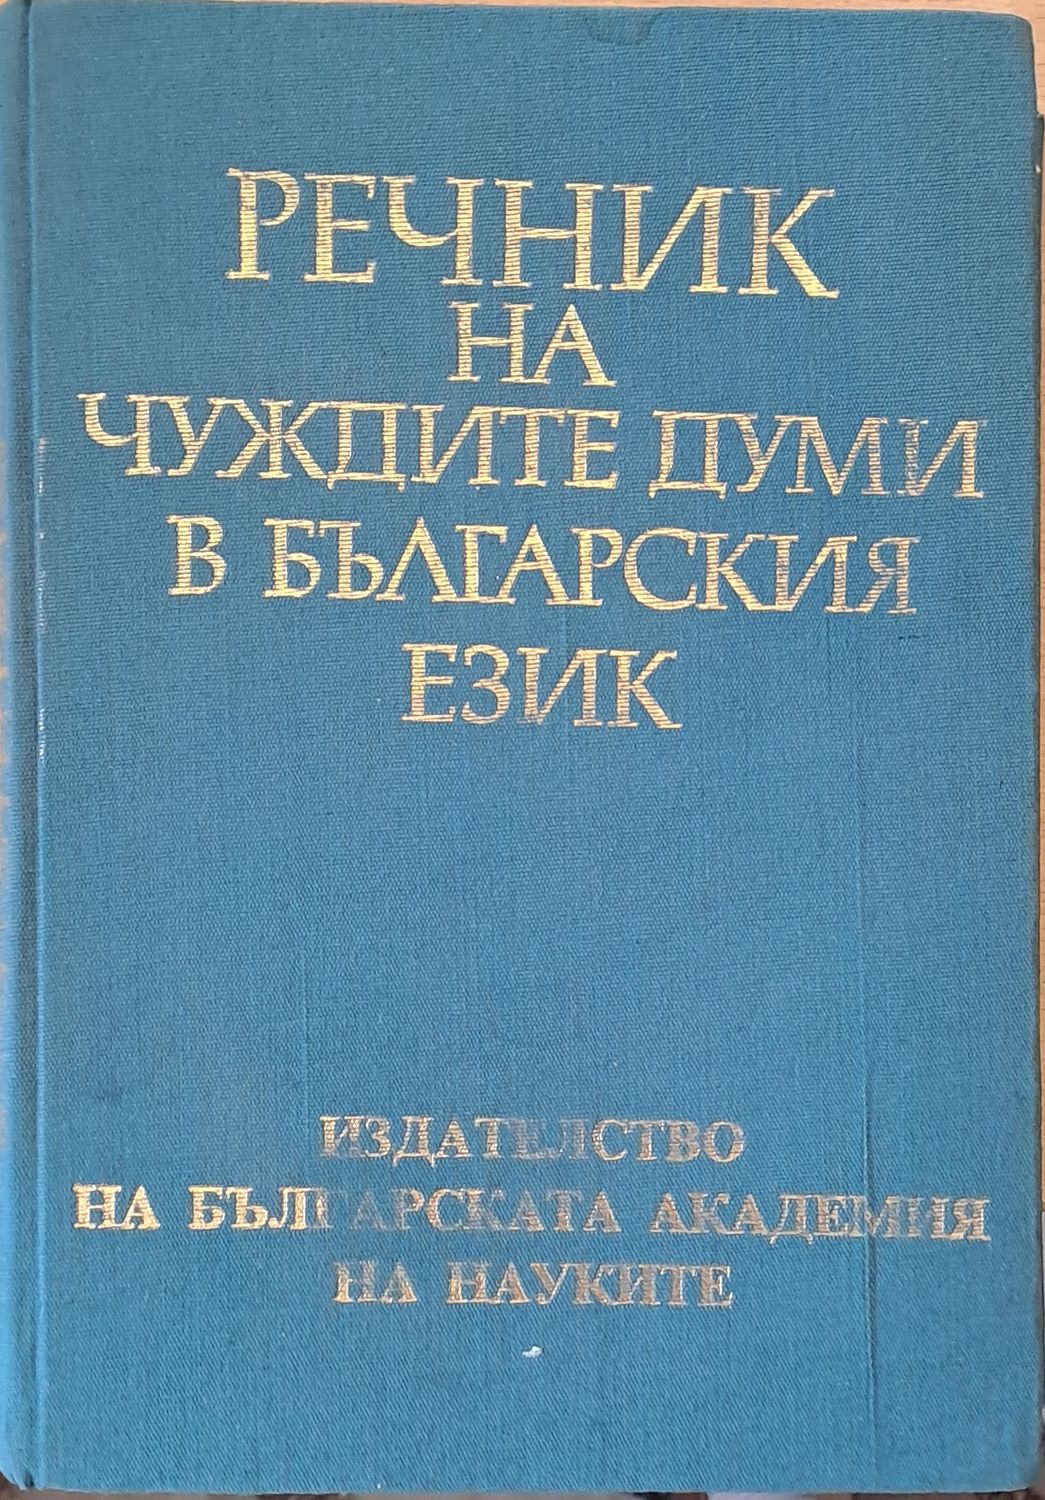 РЕЧНИК
НА
ЧУЖДИТЕ ДУМИ
В БЪЛГАРСКИЯ
ЕЗИК
ИЗДАТЕЛСТВО
НА БЪЛГАРСКАТА АКАДЕМИЯ
НА НАУКИТЕ